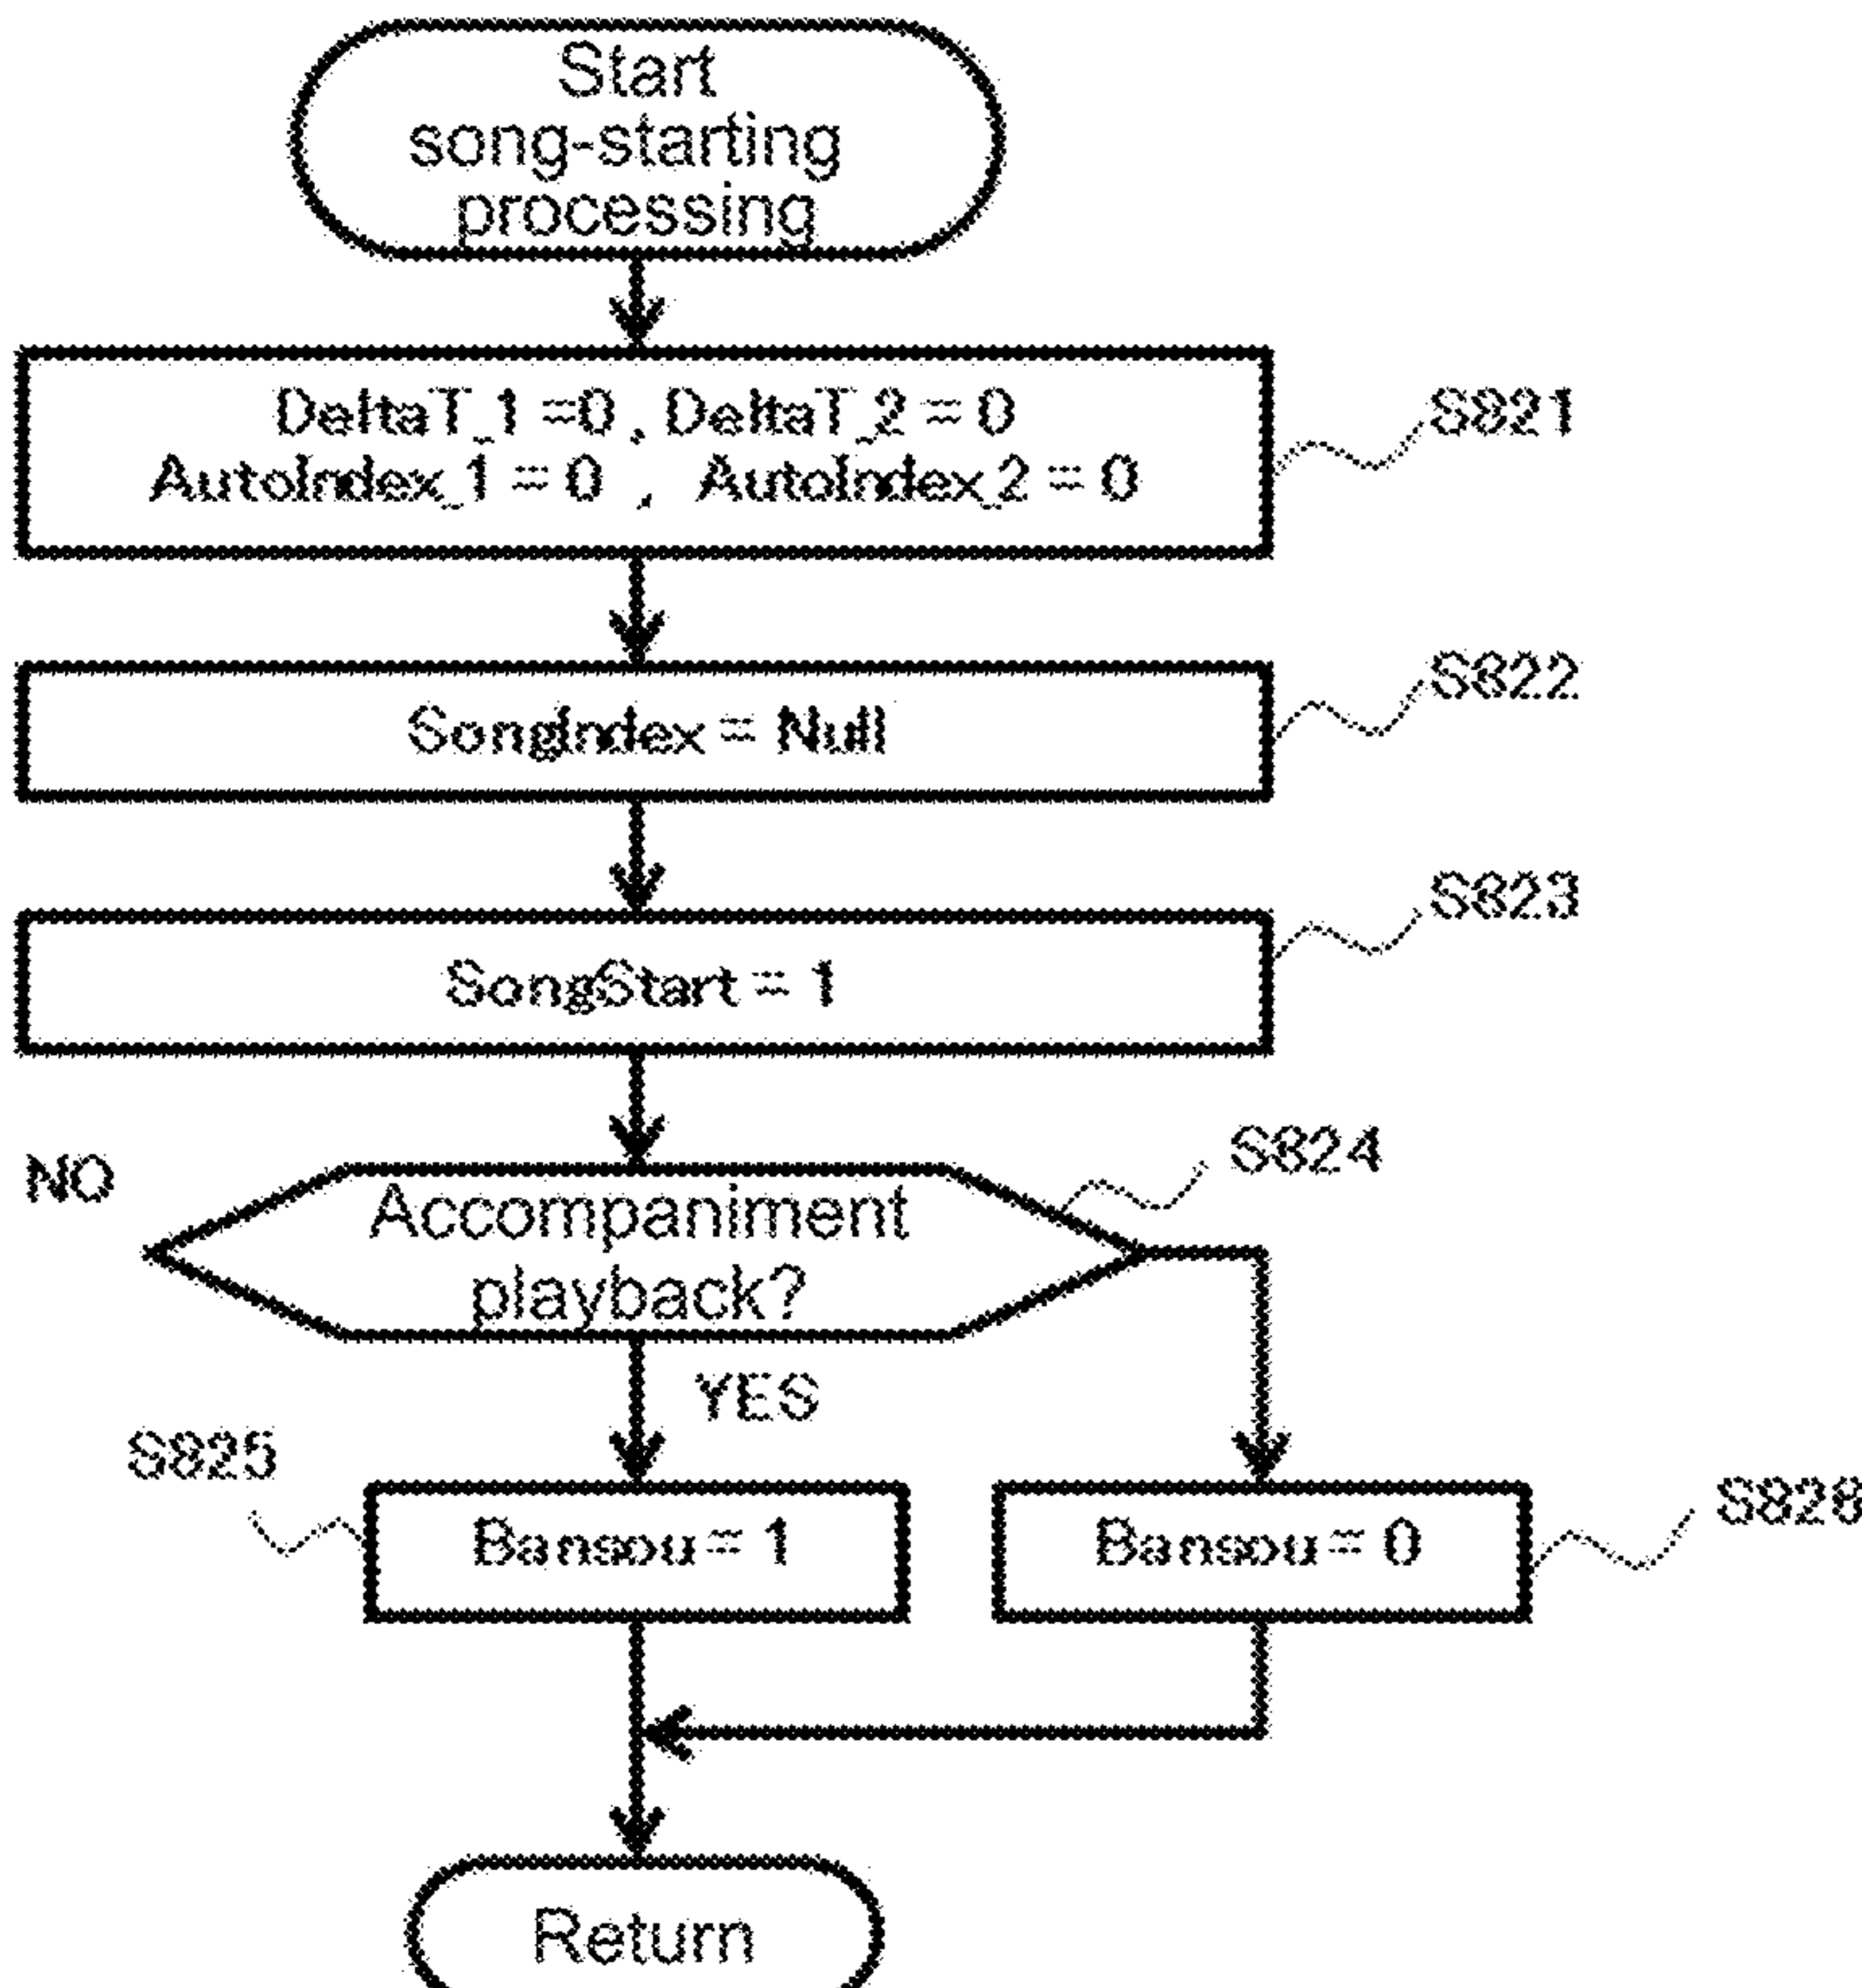 Start
song-starting
processing
DeltaT_1 =0 , DeltaT_2 = 0
AutoIndex_1 = 0 , AutoIndex_2 = 0
S821
SongIndex = Null
S822
SongStart = 1
S823
NO
Accompaniment
playback?
S824
YES
S825
Bansou = 1
Bansou = 0
S826
Return